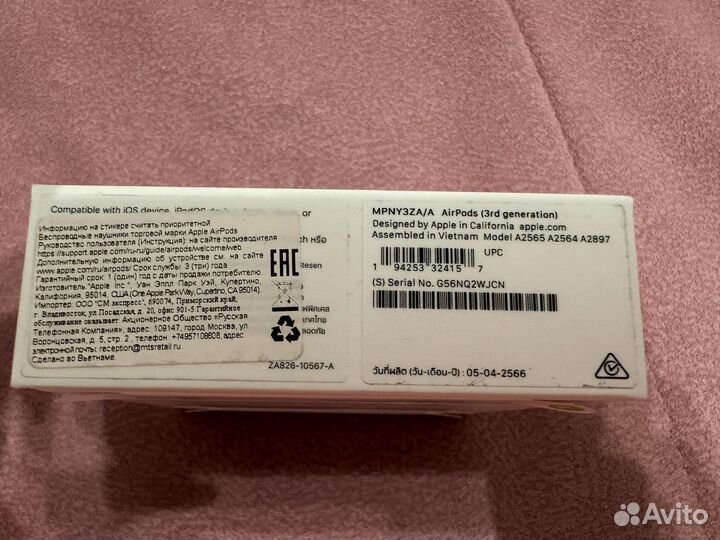 Compatible with iOS device, iPadOS or
Информацию на стикере считать приоритетной
Беспроводные наушники торговой марки Apple AirPods
Руководство пользователя (Инструкция): на сайте производителя
https://support.apple.com/ru-ru/guide/airpods/welcome/web
Дополнительную информацию об устройстве см. на сайте
www.apple.com/ru/airpods/ Срок службы: 3 (три) года
Гарантийный срок: 1 (один) год с даты продажи потребителю.
Изготовитель: "Apple Inc.", Уан Эппл Парк Уэй, Купертино,
Калифорния, 95014, США (One Apple Park Way, Cupertino, CA 95014).
Импортер: ООО "СМ экспресс", 690074, Приморский край,
г. Владивосток, ул. Посадская, д. 20, офис 901-5. Гарантийное
обслуживание: Акционерное Общество «Русская
Телефонная Компания», адрес: 109147, город Москва, ул.
Воронцовская, д. 5, стр. 2, телефон: +74957108608, адрес
электронной почты: reception@mtsretail.ru.
Сделано во Вьетнаме.
EAC
หรือ
ZA826-10567-A
MPNY3ZA/A AirPods (3rd generation)
Designed by Apple in California apple.com
Assembled in Vietnam Model A2565 A2564 A2897
UPC
1 94253 32415 7
(S) Serial No. G56NQ2WJCN
วันที่ผลิต (วัน-เดือน-ปี) : 05-04-2566
Avito